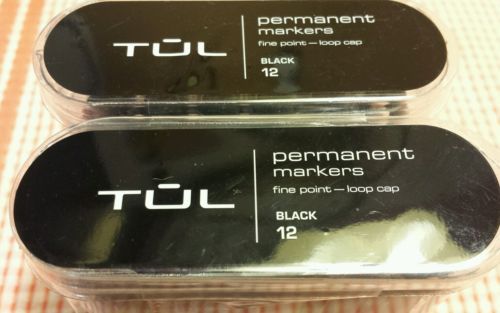 TŪL
permanent
markers
fine point — loop cap
BLACK
12
TŪL
permanent
markers
fine point — loop cap
BLACK
12